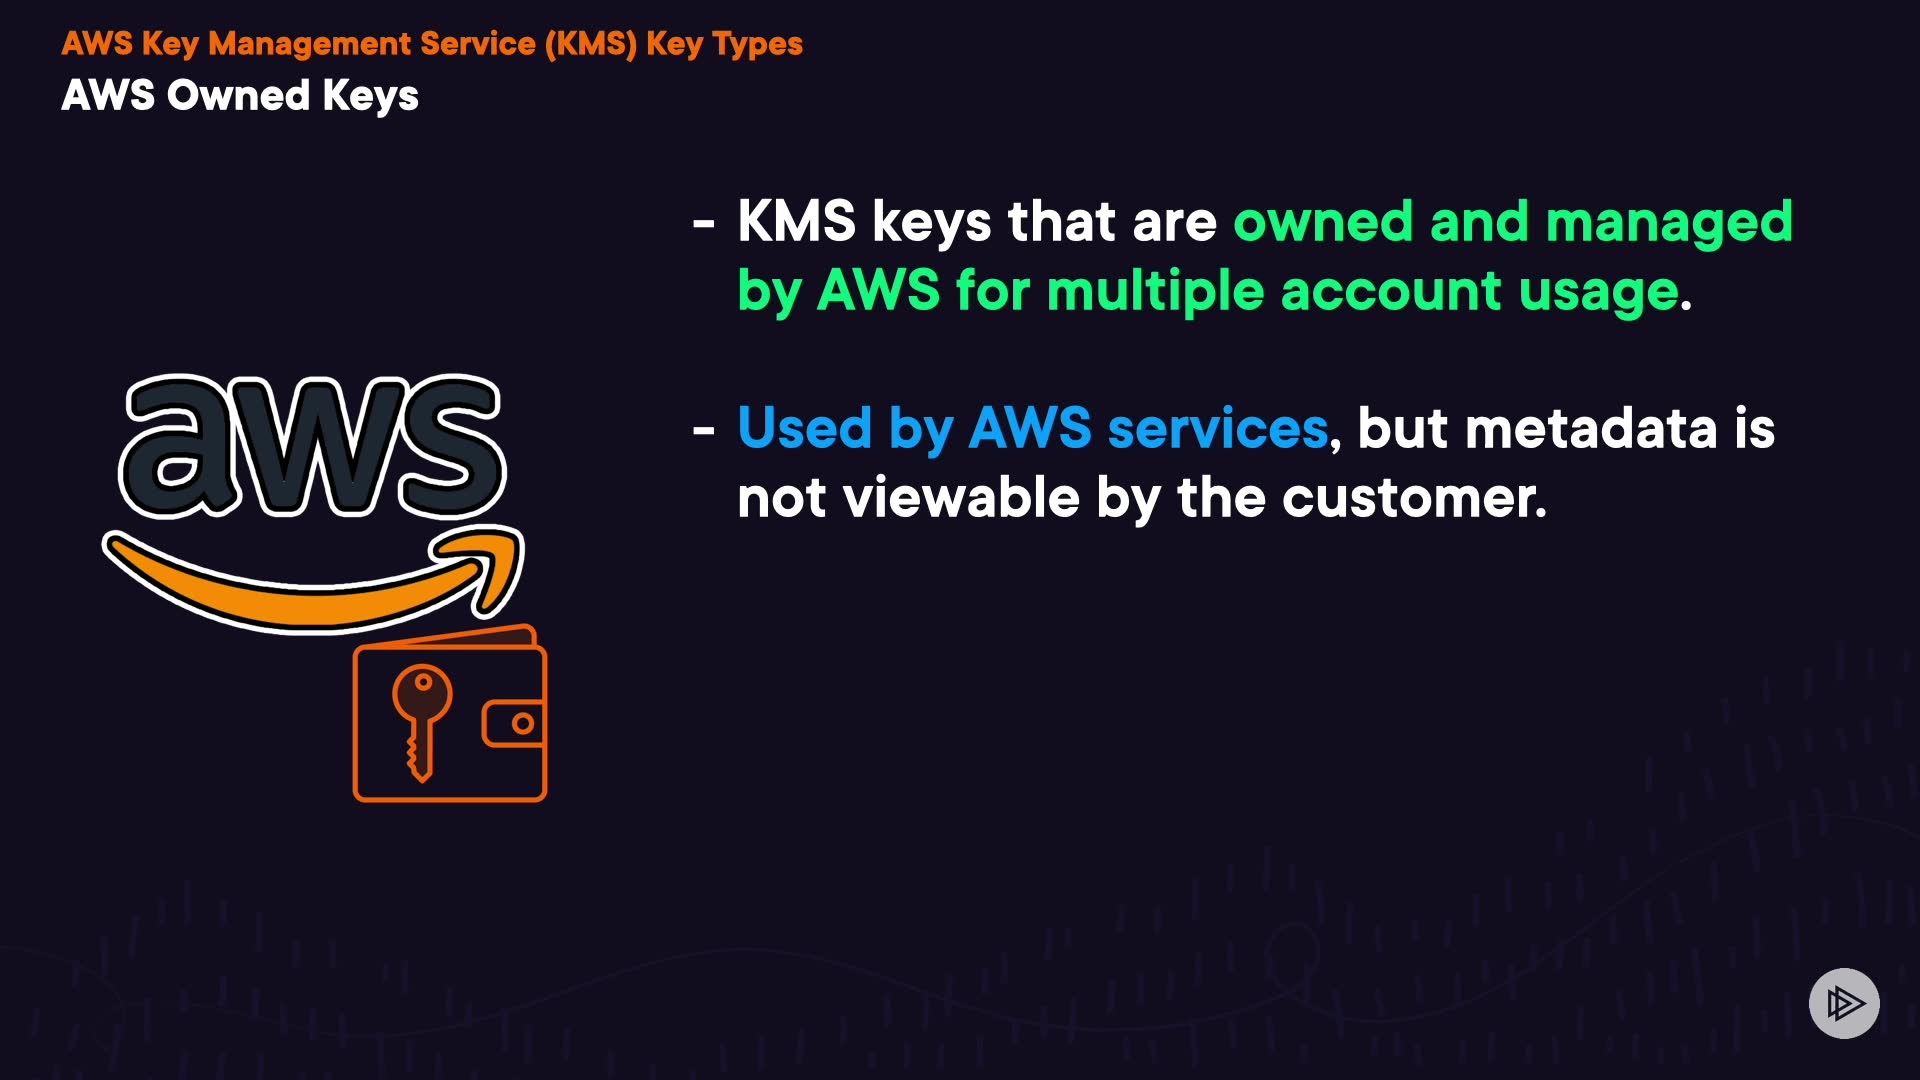 AWS Key Management Service (KMS) Key Types
AWS Owned Keys
- KMS keys that are owned and managed
by AWS for multiple account usage.
- Used by AWS services, but metadata is
not viewable by the customer.
aws